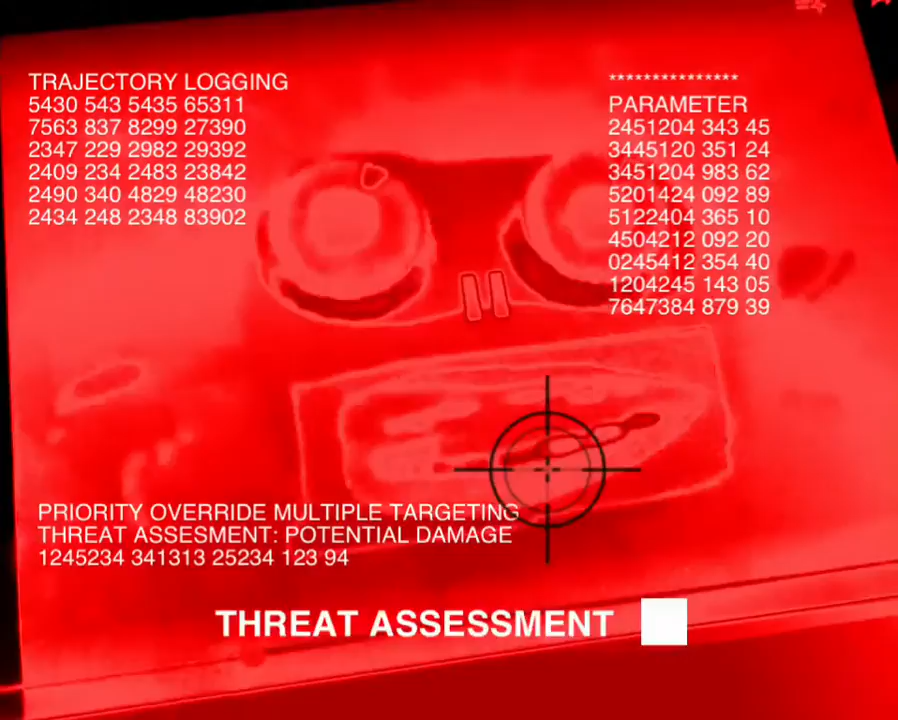 TRAJECTORY LOGGING
5430 543 5435 65311
7563 837 8299 27390
2347 229 2982 29392
2409 234 2483 23842
2490 340 4829 48230
2434 248 2348 83902
***************
PARAMETER
2451204 343 45
3445120 351 24
3451204 983 62
5201424 092 89
5122404 365 10
4504212 092 20
0245412 354 40
1204245 143 05
7647384 879 39
PRIORITY OVERRIDE MULTIPLE TARGETING
THREAT ASSESMENT: POTENTIAL DAMAGE
1245234 341313 25234 123 94
THREAT ASSESSMENT